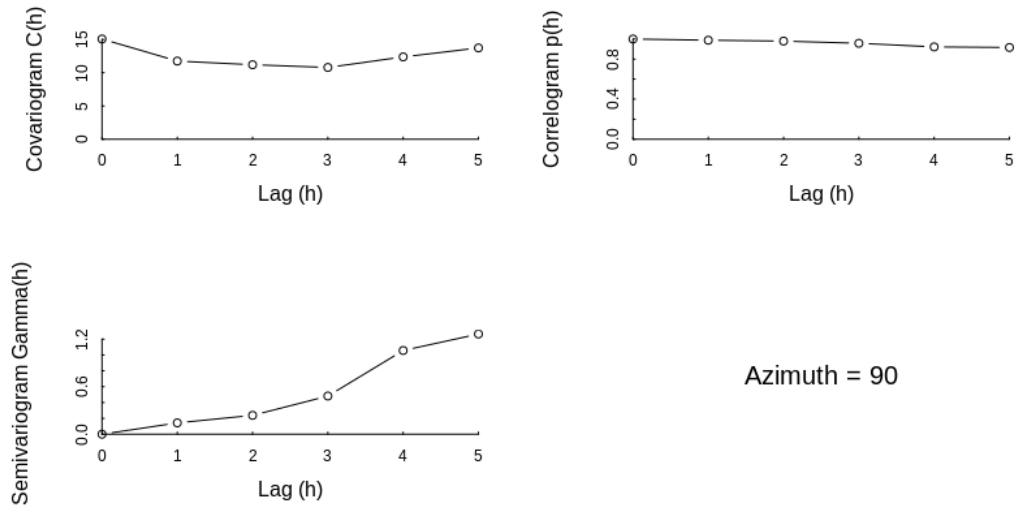 Covariogram C(h)
0 5 10 15
0 1 2 3 4 5
Lag (h)
Correlogram p(h)
0.0 0.4 0.8
0 1 2 3 4 5
Lag (h)
Semivariogram Gamma(h)
0.0 0.6 1.2
0 1 2 3 4 5
Lag (h)
Azimuth = 90